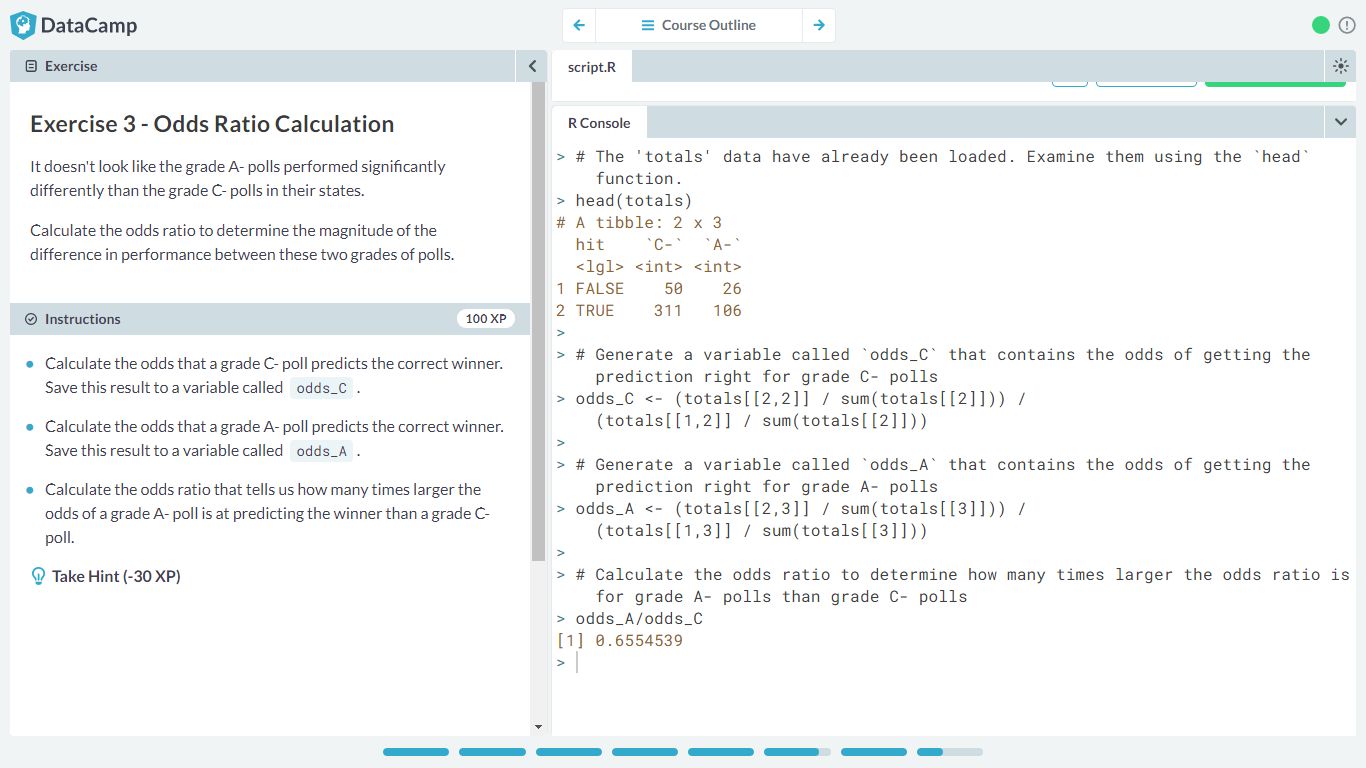 DataCamp
Course Outline
Exercise
Exercise 3 - Odds Ratio Calculation
It doesn't look like the grade A- polls performed significantly
differently than the grade C- polls in their states.
Calculate the odds ratio to determine the magnitude of the
difference in performance between these two grades of polls.
Instructions
100 XP
Calculate the odds that a grade C- poll predicts the correct winner.
Save this result to a variable called odds_C .
Calculate the odds that a grade A- poll predicts the correct winner.
Save this result to a variable called odds_A .
Calculate the odds ratio that tells us how many times larger the
odds of a grade A- poll is at predicting the winner than a grade C-
poll.
Take Hint (-30 XP)
script.R
R Console
> # The 'totals' data have already been loaded. Examine them using the `head`
function.
> head(totals)
# A tibble: 2 x 3
hit `C-` `A-`
<lgl> <int> <int>
1 FALSE 50 26
2 TRUE 311 106
>
> # Generate a variable called `odds_C` that contains the odds of getting the
prediction right for grade C- polls
> odds_C <- (totals[[2,2]] / sum(totals[[2]])) /
(totals[[1,2]] / sum(totals[[2]]))
>
> # Generate a variable called `odds_A` that contains the odds of getting the
prediction right for grade A- polls
> odds_A <- (totals[[2,3]] / sum(totals[[3]])) /
(totals[[1,3]] / sum(totals[[3]]))
>
> # Calculate the odds ratio to determine how many times larger the odds ratio is
for grade A- polls than grade C- polls
> odds_A/odds_C
[1] 0.6554539
>